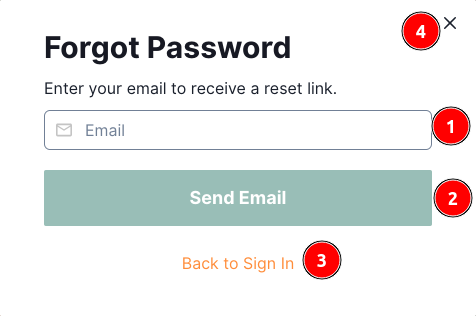 4
Forgot Password
Enter your email to receive a reset link.
Email
1
Send Email
2
Back to Sign In
3